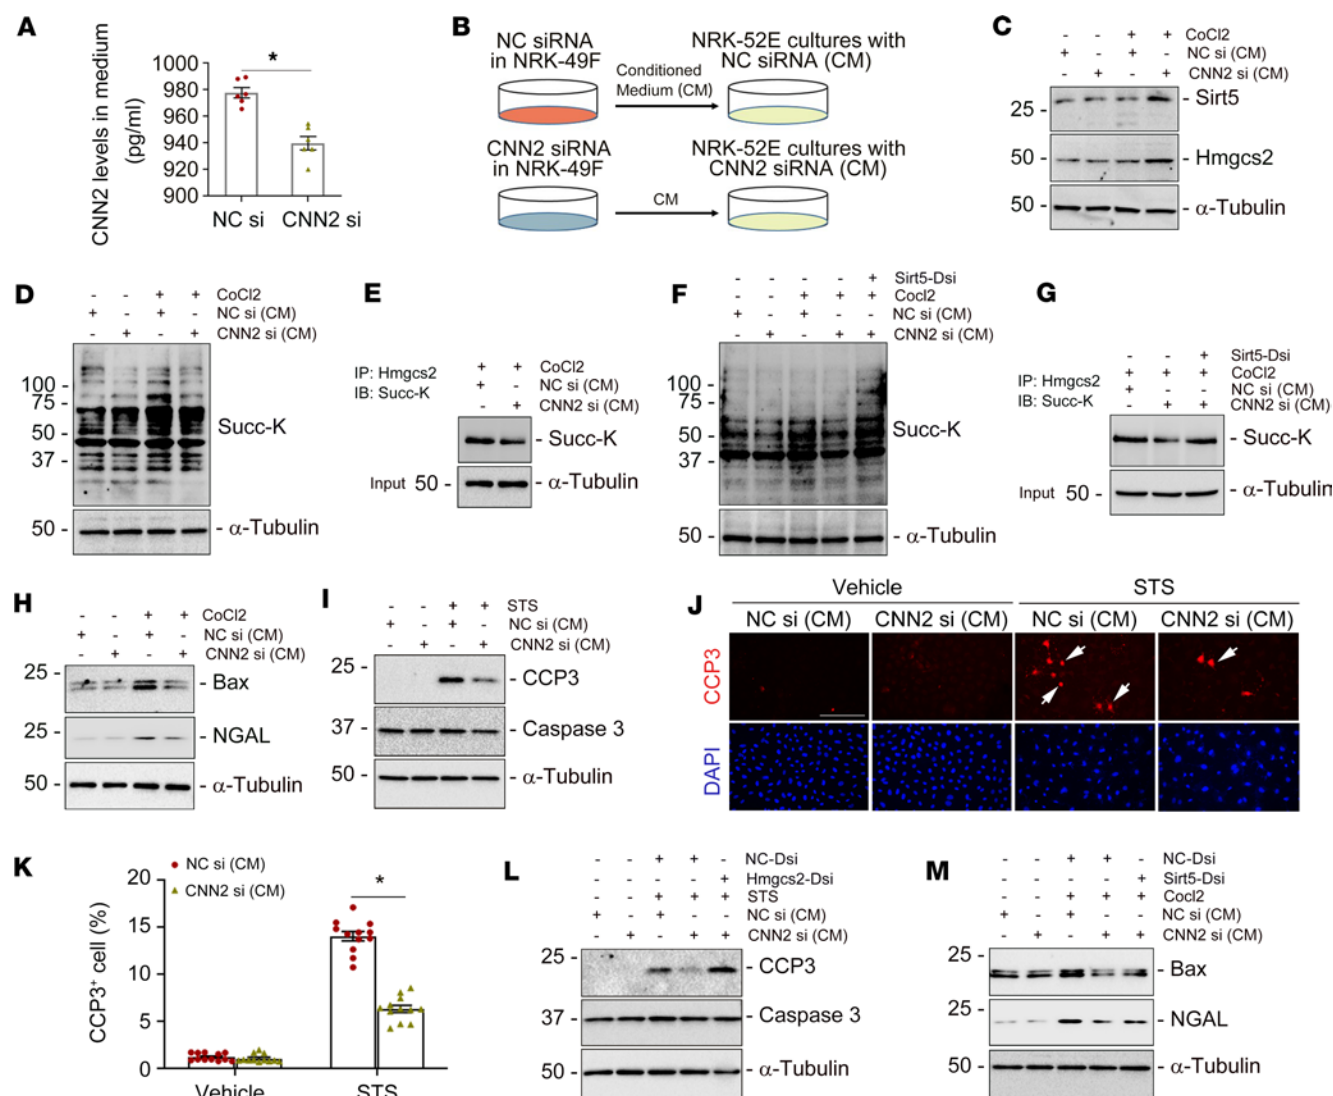 A
CNN2 levels in medium
(pg/ml)
1000
980
960
940
920
900
*
NC si CNN2 si
B
NC siRNA
in NRK-49F
Conditioned
Medium (CM)
NRK-52E cultures with
NC siRNA (CM)
CNN2 siRNA
in NRK-49F
CM
NRK-52E cultures with
CNN2 siRNA (CM)
C
- - + + CoCl2
+ - + - NC si (CM)
- + - + CNN2 si (CM)
25 - - Sirt5
50 - - Hmgcs2
50 - - α-Tubulin
D
- - + + CoCl2
+ - + - NC si (CM)
- + - + CNN2 si (CM)
100 -
75 -
50 -
37 -
Succ-K
50 - - α-Tubulin
E
IP: Hmgcs2
IB: Succ-K
+ + CoCl2
+ - NC si (CM)
- + CNN2 si (CM)
- Succ-K
Input 50 - - α-Tubulin
F
- - - - + Sirt5-Dsi
- - + + + Cocl2
+ - + - - NC si (CM)
- + - + + CNN2 si (CM)
100 -
75 -
50 -
37 -
Succ-K
50 - - α-Tubulin
G
IP: Hmgcs2
IB: Succ-K
- - + Sirt5-Dsi
+ + + CoCl2
+ - - NC si (CM)
- + + CNN2 si (CM)
- Succ-K
Input 50 - - α-Tubulin
H
- - + + CoCl2
+ - + - NC si (CM)
- + - + CNN2 si (CM)
25 - - Bax
25 - - NGAL
50 - - α-Tubulin
I
- - + + STS
+ - + - NC si (CM)
- + - + CNN2 si (CM)
25 - - CCP3
37 - - Caspase 3
50 - - α-Tubulin
J
Vehicle STS
NC si (CM) CNN2 si (CM) NC si (CM) CNN2 si (CM)
CCP3
DAPI
K
NC si (CM)
CNN2 si (CM)
CCP3+ cell (%)
20
15
10
5
0
*
Vehicle STS
L
- - + + - NC-Dsi
- - - - + Hmgcs2-Dsi
- - + + + STS
+ - + - - NC si (CM)
- + - + + CNN2 si (CM)
25 - - CCP3
37 - - Caspase 3
50 - - α-Tubulin
M
- - + + - NC-Dsi
- - - - + Sirt5-Dsi
- - + + + Cocl2
+ - + - - NC si (CM)
- + - + + CNN2 si (CM)
25 - - Bax
25 - - NGAL
50 - - α-Tubulin